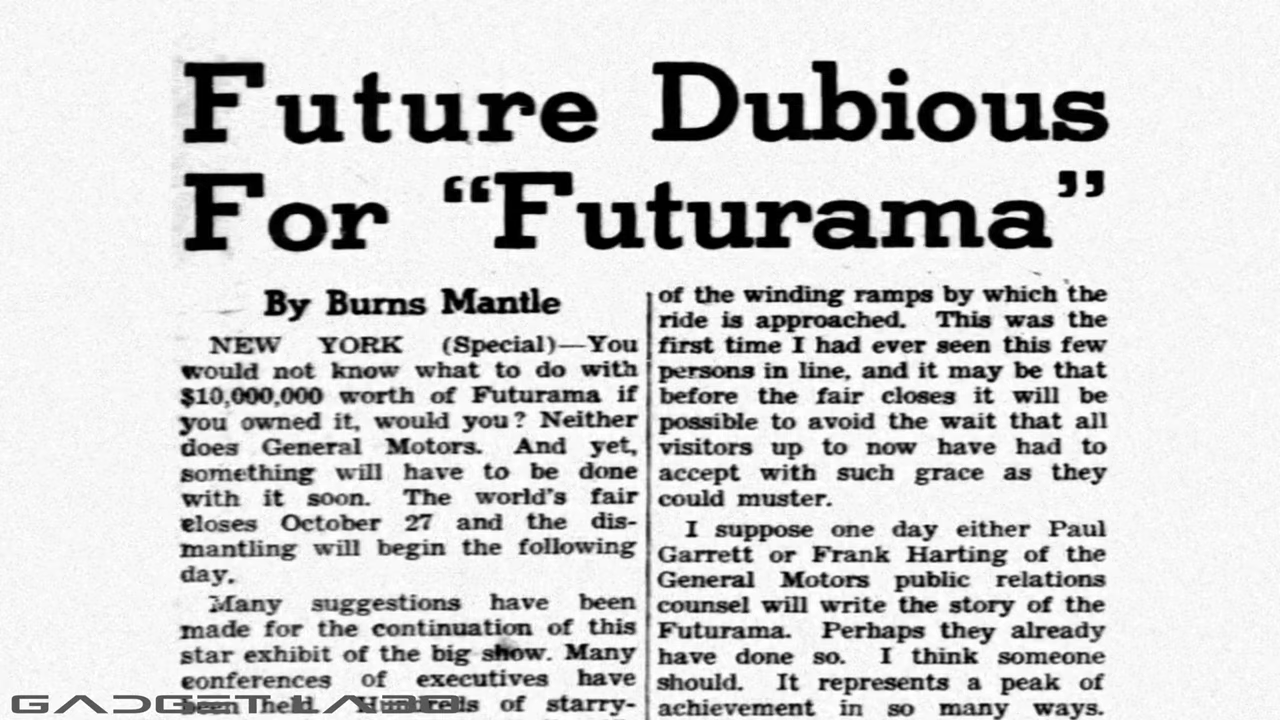 Future Dubious
For “Futurama”
By Burns Mantle
NEW YORK (Special)—You
would not know what to do with
$10,000,000 worth of Futurama if
you owned it, would you? Neither
does General Motors. And yet,
something will have to be done
with it soon. The world's fair
closes October 27 and the dis-
mantling will begin the following
day.
Many suggestions have been
made for the continuation of this
star exhibit of the big show. Many
conferences of executives have
been held. Hundreds of starry-
of the winding ramps by which the
ride is approached. This was the
first time I had ever seen this few
persons in line, and it may be that
before the fair closes it will be
possible to avoid the wait that all
visitors up to now have had to
accept with such grace as they
could muster.
I suppose one day either Paul
Garrett or Frank Harting of the
General Motors public relations
counsel will write the story of the
Futurama. Perhaps they already
have done so. I think someone
should. It represents a peak of
achievement in so many ways.
GADGET